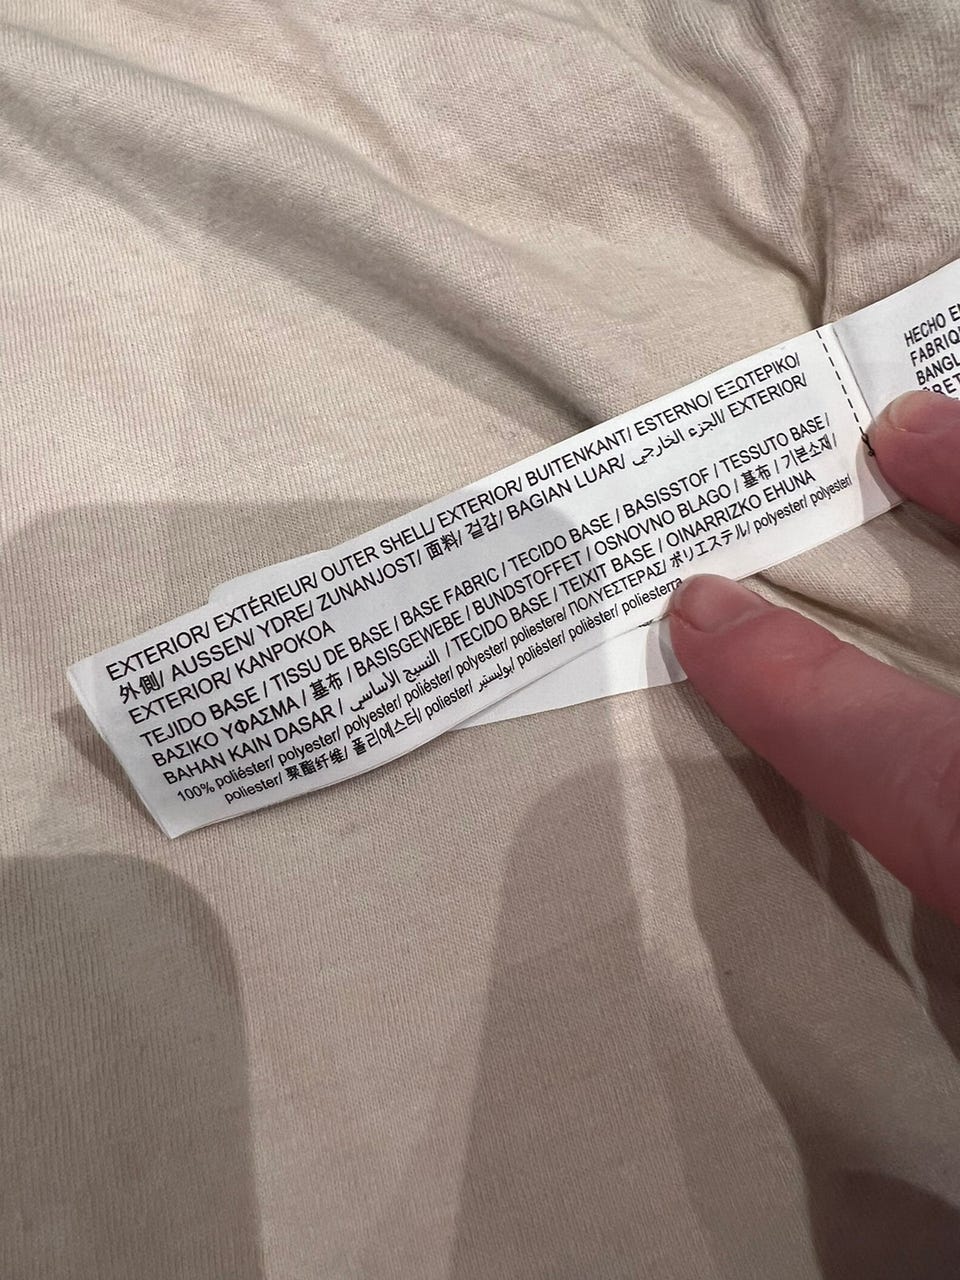 EXTERIOR/ EXTÉRIEUR/ OUTER SHELL/ EXTERIOR/ BUITENKANT/ ESTERNO/ ΕΞΩΤΕΡΙΚΟ/
外側/ AUSSEN/ YDRE/ ZUNANJOST/ 面料/ 겉감/ BAGIAN LUAR/ الجزء الخارجي/ EXTERIOR/
EXTERIOR/ KANPOKOA
TEJIDO BASE / TISSU DE BASE / BASE FABRIC / TECIDO BASE / BASISSTOF / TESSUTO BASE /
ΒΑΣΙΚΟ ΥΦΑΣΜΑ / 基布 / BASISGEWEBE / BUNDSTOFFET / OSNOVNO BLAGO / 基布 / 기본소재 /
BAHAN KAIN DASAR / النسيج الأساسي / TECIDO BASE / TEIXIT BASE / OINARRIZKO EHUNA
100% poliéster/ polyester/ polyester/ poliéster/ polyester/ poliestere/ ΠΟΛΥΕΣΤΕΡΑΣ/ ポリエステル/ polyester/ polyester/
poliester/ 聚酯纤维/ 폴리에스터/ poliester/ بوليستير/ poliéster/ polièster/ poliesterra
HECHO E
FABRIQ
BANGL